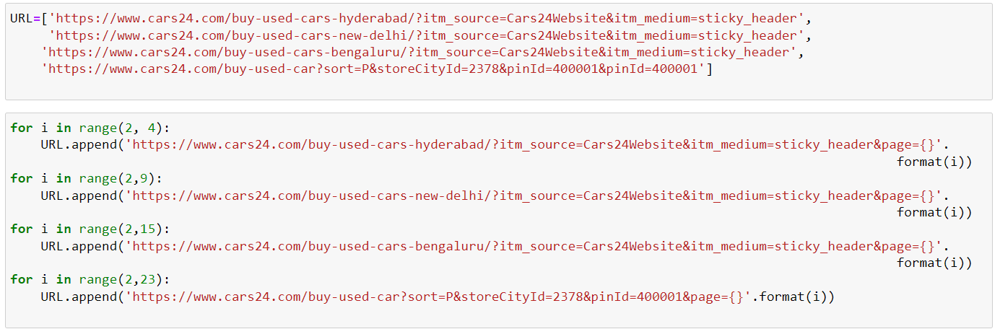 URL=['https://www.cars24.com/buy-used-cars-hyderabad/?itm_source=Cars24Website&itm_medium=sticky_header',
'https://www.cars24.com/buy-used-cars-new-delhi/?itm_source=Cars24Website&itm_medium=sticky_header',
'https://www.cars24.com/buy-used-cars-bengaluru/?itm_source=Cars24Website&itm_medium=sticky_header',
'https://www.cars24.com/buy-used-car?sort=P&storeCityId=2378&pinId=400001&pinId=400001']
for i in range(2, 4):
URL.append('https://www.cars24.com/buy-used-cars-hyderabad/?itm_source=Cars24Website&itm_medium=sticky_header&page={}'.
format(i))
for i in range(2,9):
URL.append('https://www.cars24.com/buy-used-cars-new-delhi/?itm_source=Cars24Website&itm_medium=sticky_header&page={}'.
format(i))
for i in range(2,15):
URL.append('https://www.cars24.com/buy-used-cars-bengaluru/?itm_source=Cars24Website&itm_medium=sticky_header&page={}'.
format(i))
for i in range(2,23):
URL.append('https://www.cars24.com/buy-used-car?sort=P&storeCityId=2378&pinId=400001&page={}'.format(i))